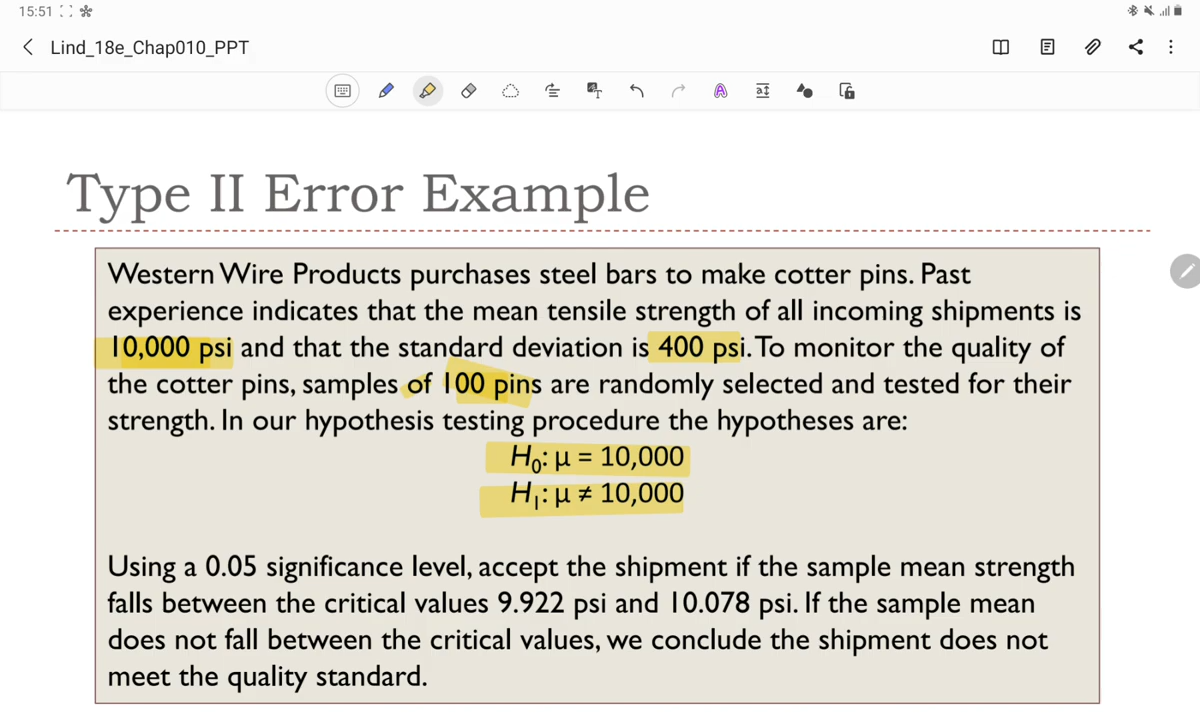 15:51
Lind_18e_Chap010_PPT
Type II Error Example
Western Wire Products purchases steel bars to make cotter pins. Past
experience indicates that the mean tensile strength of all incoming shipments is
10,000 psi and that the standard deviation is 400 psi. To monitor the quality of
the cotter pins, samples of 100 pins are randomly selected and tested for their
strength. In our hypothesis testing procedure the hypotheses are:
H₀: μ = 10,000
H₁: μ ≠ 10,000
Using a 0.05 significance level, accept the shipment if the sample mean strength
falls between the critical values 9.922 psi and 10.078 psi. If the sample mean
does not fall between the critical values, we conclude the shipment does not
meet the quality standard.